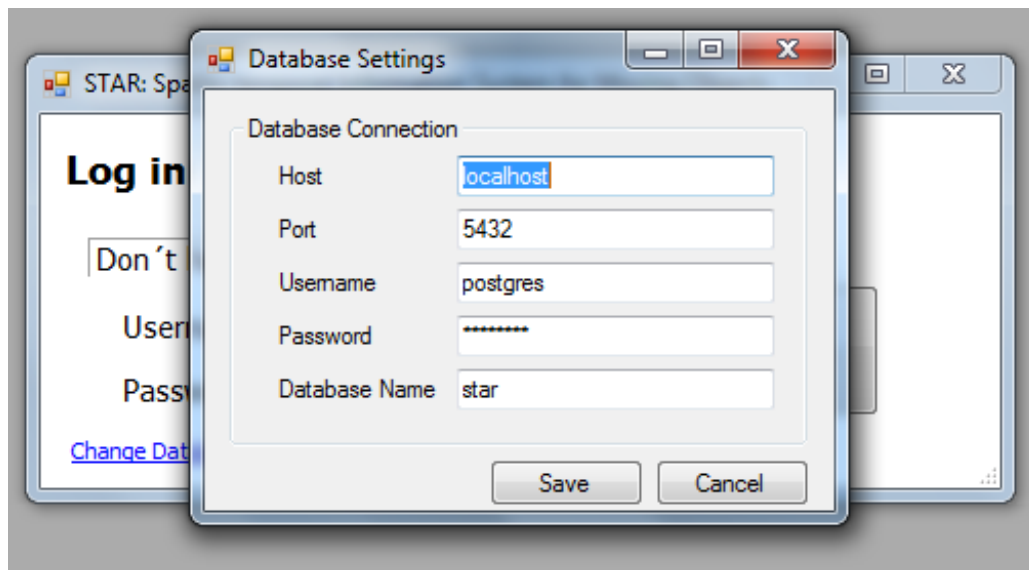 Database Settings
STAR: Spa
Database Connection
Host localhost
Port 5432
Username postgres
Password ********
Database Name star
Save Cancel
Log in
Don´t
User
Passw
Change Dat